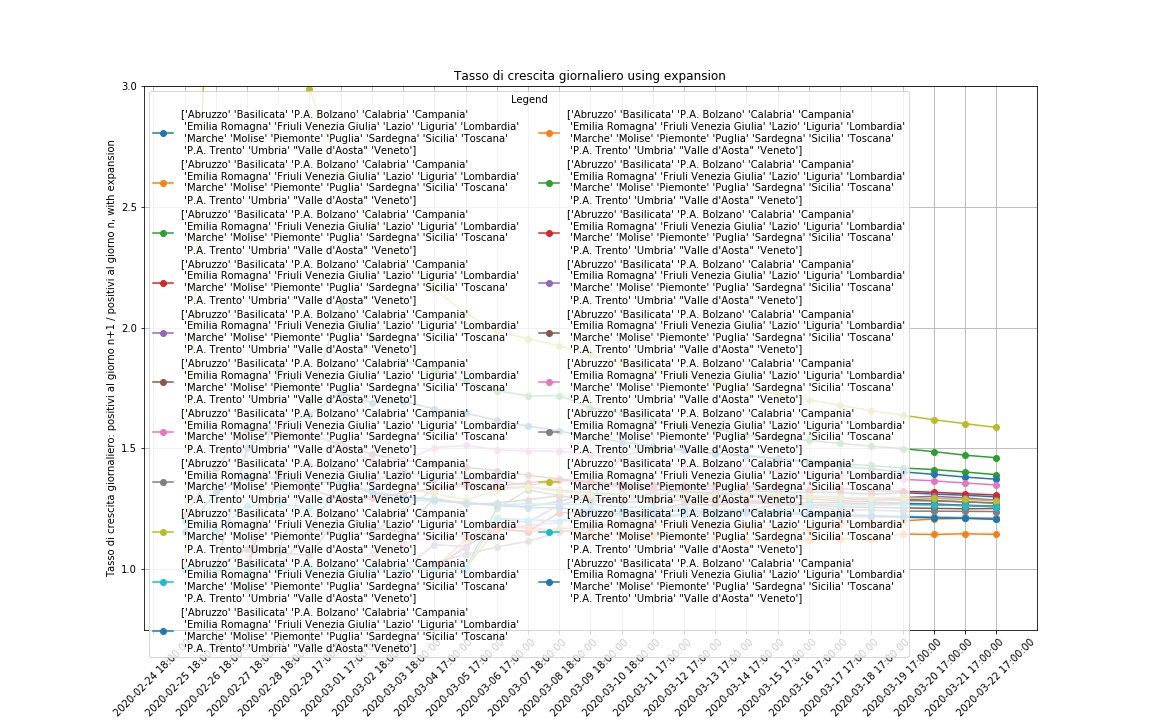 Tasso di crescita giornaliero using expansion
Tasso di crescita giornaliero: positivi al giorno n+1 / positivi al giorno n, with expansion
3.0
2.5
2.0
1.5
1.0
Legend
['Abruzzo' 'Basilicata' 'P.A. Bolzano' 'Calabria' 'Campania'
'Emilia Romagna' 'Friuli Venezia Giulia' 'Lazio' 'Liguria' 'Lombardia'
'Marche' 'Molise' 'Piemonte' 'Puglia' 'Sardegna' 'Sicilia' 'Toscana'
'P.A. Trento' 'Umbria' "Valle d'Aosta" 'Veneto']
['Abruzzo' 'Basilicata' 'P.A. Bolzano' 'Calabria' 'Campania'
'Emilia Romagna' 'Friuli Venezia Giulia' 'Lazio' 'Liguria' 'Lombardia'
'Marche' 'Molise' 'Piemonte' 'Puglia' 'Sardegna' 'Sicilia' 'Toscana'
'P.A. Trento' 'Umbria' "Valle d'Aosta" 'Veneto']
['Abruzzo' 'Basilicata' 'P.A. Bolzano' 'Calabria' 'Campania'
'Emilia Romagna' 'Friuli Venezia Giulia' 'Lazio' 'Liguria' 'Lombardia'
'Marche' 'Molise' 'Piemonte' 'Puglia' 'Sardegna' 'Sicilia' 'Toscana'
'P.A. Trento' 'Umbria' "Valle d'Aosta" 'Veneto']
['Abruzzo' 'Basilicata' 'P.A. Bolzano' 'Calabria' 'Campania'
'Emilia Romagna' 'Friuli Venezia Giulia' 'Lazio' 'Liguria' 'Lombardia'
'Marche' 'Molise' 'Piemonte' 'Puglia' 'Sardegna' 'Sicilia' 'Toscana'
'P.A. Trento' 'Umbria' "Valle d'Aosta" 'Veneto']
['Abruzzo' 'Basilicata' 'P.A. Bolzano' 'Calabria' 'Campania'
'Emilia Romagna' 'Friuli Venezia Giulia' 'Lazio' 'Liguria' 'Lombardia'
'Marche' 'Molise' 'Piemonte' 'Puglia' 'Sardegna' 'Sicilia' 'Toscana'
'P.A. Trento' 'Umbria' "Valle d'Aosta" 'Veneto']
['Abruzzo' 'Basilicata' 'P.A. Bolzano' 'Calabria' 'Campania'
'Emilia Romagna' 'Friuli Venezia Giulia' 'Lazio' 'Liguria' 'Lombardia'
'Marche' 'Molise' 'Piemonte' 'Puglia' 'Sardegna' 'Sicilia' 'Toscana'
'P.A. Trento' 'Umbria' "Valle d'Aosta" 'Veneto']
['Abruzzo' 'Basilicata' 'P.A. Bolzano' 'Calabria' 'Campania'
'Emilia Romagna' 'Friuli Venezia Giulia' 'Lazio' 'Liguria' 'Lombardia'
'Marche' 'Molise' 'Piemonte' 'Puglia' 'Sardegna' 'Sicilia' 'Toscana'
'P.A. Trento' 'Umbria' "Valle d'Aosta" 'Veneto']
['Abruzzo' 'Basilicata' 'P.A. Bolzano' 'Calabria' 'Campania'
'Emilia Romagna' 'Friuli Venezia Giulia' 'Lazio' 'Liguria' 'Lombardia'
'Marche' 'Molise' 'Piemonte' 'Puglia' 'Sardegna' 'Sicilia' 'Toscana'
'P.A. Trento' 'Umbria' "Valle d'Aosta" 'Veneto']
['Abruzzo' 'Basilicata' 'P.A. Bolzano' 'Calabria' 'Campania'
'Emilia Romagna' 'Friuli Venezia Giulia' 'Lazio' 'Liguria' 'Lombardia'
'Marche' 'Molise' 'Piemonte' 'Puglia' 'Sardegna' 'Sicilia' 'Toscana'
'P.A. Trento' 'Umbria' "Valle d'Aosta" 'Veneto']
['Abruzzo' 'Basilicata' 'P.A. Bolzano' 'Calabria' 'Campania'
'Emilia Romagna' 'Friuli Venezia Giulia' 'Lazio' 'Liguria' 'Lombardia'
'Marche' 'Molise' 'Piemonte' 'Puglia' 'Sardegna' 'Sicilia' 'Toscana'
'P.A. Trento' 'Umbria' "Valle d'Aosta" 'Veneto']
['Abruzzo' 'Basilicata' 'P.A. Bolzano' 'Calabria' 'Campania'
'Emilia Romagna' 'Friuli Venezia Giulia' 'Lazio' 'Liguria' 'Lombardia'
'Marche' 'Molise' 'Piemonte' 'Puglia' 'Sardegna' 'Sicilia' 'Toscana'
'P.A. Trento' 'Umbria' "Valle d'Aosta" 'Veneto']
['Abruzzo' 'Basilicata' 'P.A. Bolzano' 'Calabria' 'Campania'
'Emilia Romagna' 'Friuli Venezia Giulia' 'Lazio' 'Liguria' 'Lombardia'
'Marche' 'Molise' 'Piemonte' 'Puglia' 'Sardegna' 'Sicilia' 'Toscana'
'P.A. Trento' 'Umbria' "Valle d'Aosta" 'Veneto']
['Abruzzo' 'Basilicata' 'P.A. Bolzano' 'Calabria' 'Campania'
'Emilia Romagna' 'Friuli Venezia Giulia' 'Lazio' 'Liguria' 'Lombardia'
'Marche' 'Molise' 'Piemonte' 'Puglia' 'Sardegna' 'Sicilia' 'Toscana'
'P.A. Trento' 'Umbria' "Valle d'Aosta" 'Veneto']
['Abruzzo' 'Basilicata' 'P.A. Bolzano' 'Calabria' 'Campania'
'Emilia Romagna' 'Friuli Venezia Giulia' 'Lazio' 'Liguria' 'Lombardia'
'Marche' 'Molise' 'Piemonte' 'Puglia' 'Sardegna' 'Sicilia' 'Toscana'
'P.A. Trento' 'Umbria' "Valle d'Aosta" 'Veneto']
['Abruzzo' 'Basilicata' 'P.A. Bolzano' 'Calabria' 'Campania'
'Emilia Romagna' 'Friuli Venezia Giulia' 'Lazio' 'Liguria' 'Lombardia'
'Marche' 'Molise' 'Piemonte' 'Puglia' 'Sardegna' 'Sicilia' 'Toscana'
'P.A. Trento' 'Umbria' "Valle d'Aosta" 'Veneto']
['Abruzzo' 'Basilicata' 'P.A. Bolzano' 'Calabria' 'Campania'
'Emilia Romagna' 'Friuli Venezia Giulia' 'Lazio' 'Liguria' 'Lombardia'
'Marche' 'Molise' 'Piemonte' 'Puglia' 'Sardegna' 'Sicilia' 'Toscana'
'P.A. Trento' 'Umbria' "Valle d'Aosta" 'Veneto']
['Abruzzo' 'Basilicata' 'P.A. Bolzano' 'Calabria' 'Campania'
'Emilia Romagna' 'Friuli Venezia Giulia' 'Lazio' 'Liguria' 'Lombardia'
'Marche' 'Molise' 'Piemonte' 'Puglia' 'Sardegna' 'Sicilia' 'Toscana'
'P.A. Trento' 'Umbria' "Valle d'Aosta" 'Veneto']
['Abruzzo' 'Basilicata' 'P.A. Bolzano' 'Calabria' 'Campania'
'Emilia Romagna' 'Friuli Venezia Giulia' 'Lazio' 'Liguria' 'Lombardia'
'Marche' 'Molise' 'Piemonte' 'Puglia' 'Sardegna' 'Sicilia' 'Toscana'
'P.A. Trento' 'Umbria' "Valle d'Aosta" 'Veneto']
['Abruzzo' 'Basilicata' 'P.A. Bolzano' 'Calabria' 'Campania'
'Emilia Romagna' 'Friuli Venezia Giulia' 'Lazio' 'Liguria' 'Lombardia'
'Marche' 'Molise' 'Piemonte' 'Puglia' 'Sardegna' 'Sicilia' 'Toscana'
'P.A. Trento' 'Umbria' "Valle d'Aosta" 'Veneto']
['Abruzzo' 'Basilicata' 'P.A. Bolzano' 'Calabria' 'Campania'
'Emilia Romagna' 'Friuli Venezia Giulia' 'Lazio' 'Liguria' 'Lombardia'
'Marche' 'Molise' 'Piemonte' 'Puglia' 'Sardegna' 'Sicilia' 'Toscana'
'P.A. Trento' 'Umbria' "Valle d'Aosta" 'Veneto']
['Abruzzo' 'Basilicata' 'P.A. Bolzano' 'Calabria' 'Campania'
'Emilia Romagna' 'Friuli Venezia Giulia' 'Lazio' 'Liguria' 'Lombardia'
'Marche' 'Molise' 'Piemonte' 'Puglia' 'Sardegna' 'Sicilia' 'Toscana'
'P.A. Trento' 'Umbria' "Valle d'Aosta" 'Veneto']
2020-02-24 18:00:00
2020-02-25 18:00:00
2020-02-26 18:00:00
2020-02-27 18:00:00
2020-02-28 18:00:00
2020-02-29 17:00:00
2020-03-01 17:00:00
2020-03-02 18:00:00
2020-03-03 18:00:00
2020-03-04 17:00:00
2020-03-05 17:00:00
2020-03-06 17:00:00
2020-03-07 18:00:00
2020-03-08 18:00:00
2020-03-09 18:00:00
2020-03-10 18:00:00
2020-03-11 17:00:00
2020-03-12 17:00:00
2020-03-13 17:00:00
2020-03-14 17:00:00
2020-03-15 17:00:00
2020-03-16 17:00:00
2020-03-17 17:00:00
2020-03-18 17:00:00
2020-03-19 17:00:00
2020-03-20 17:00:00
2020-03-21 17:00:00
2020-03-22 17:00:00